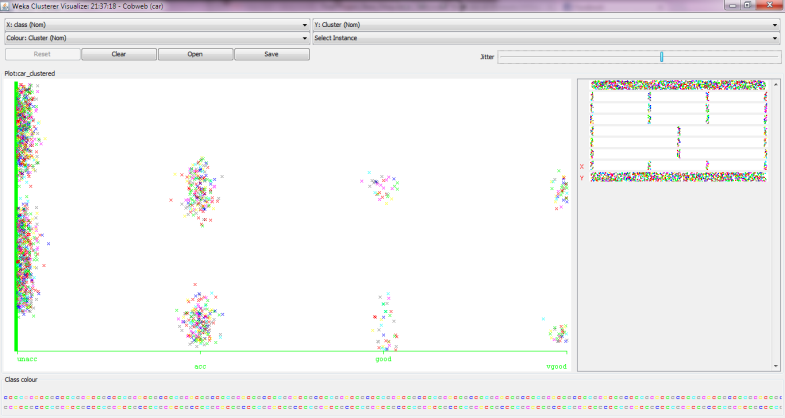 Weka Clusterer Visualize: 21:37:18 - Cobweb (car)
X: class (Nom)
Y: Cluster (Nom)
Colour: Cluster (Nom)
Select Instance
Reset
Clear
Open
Save
Jitter
Plot:car_clustered
X
Y
unacc
acc
good
vgood
Class colour